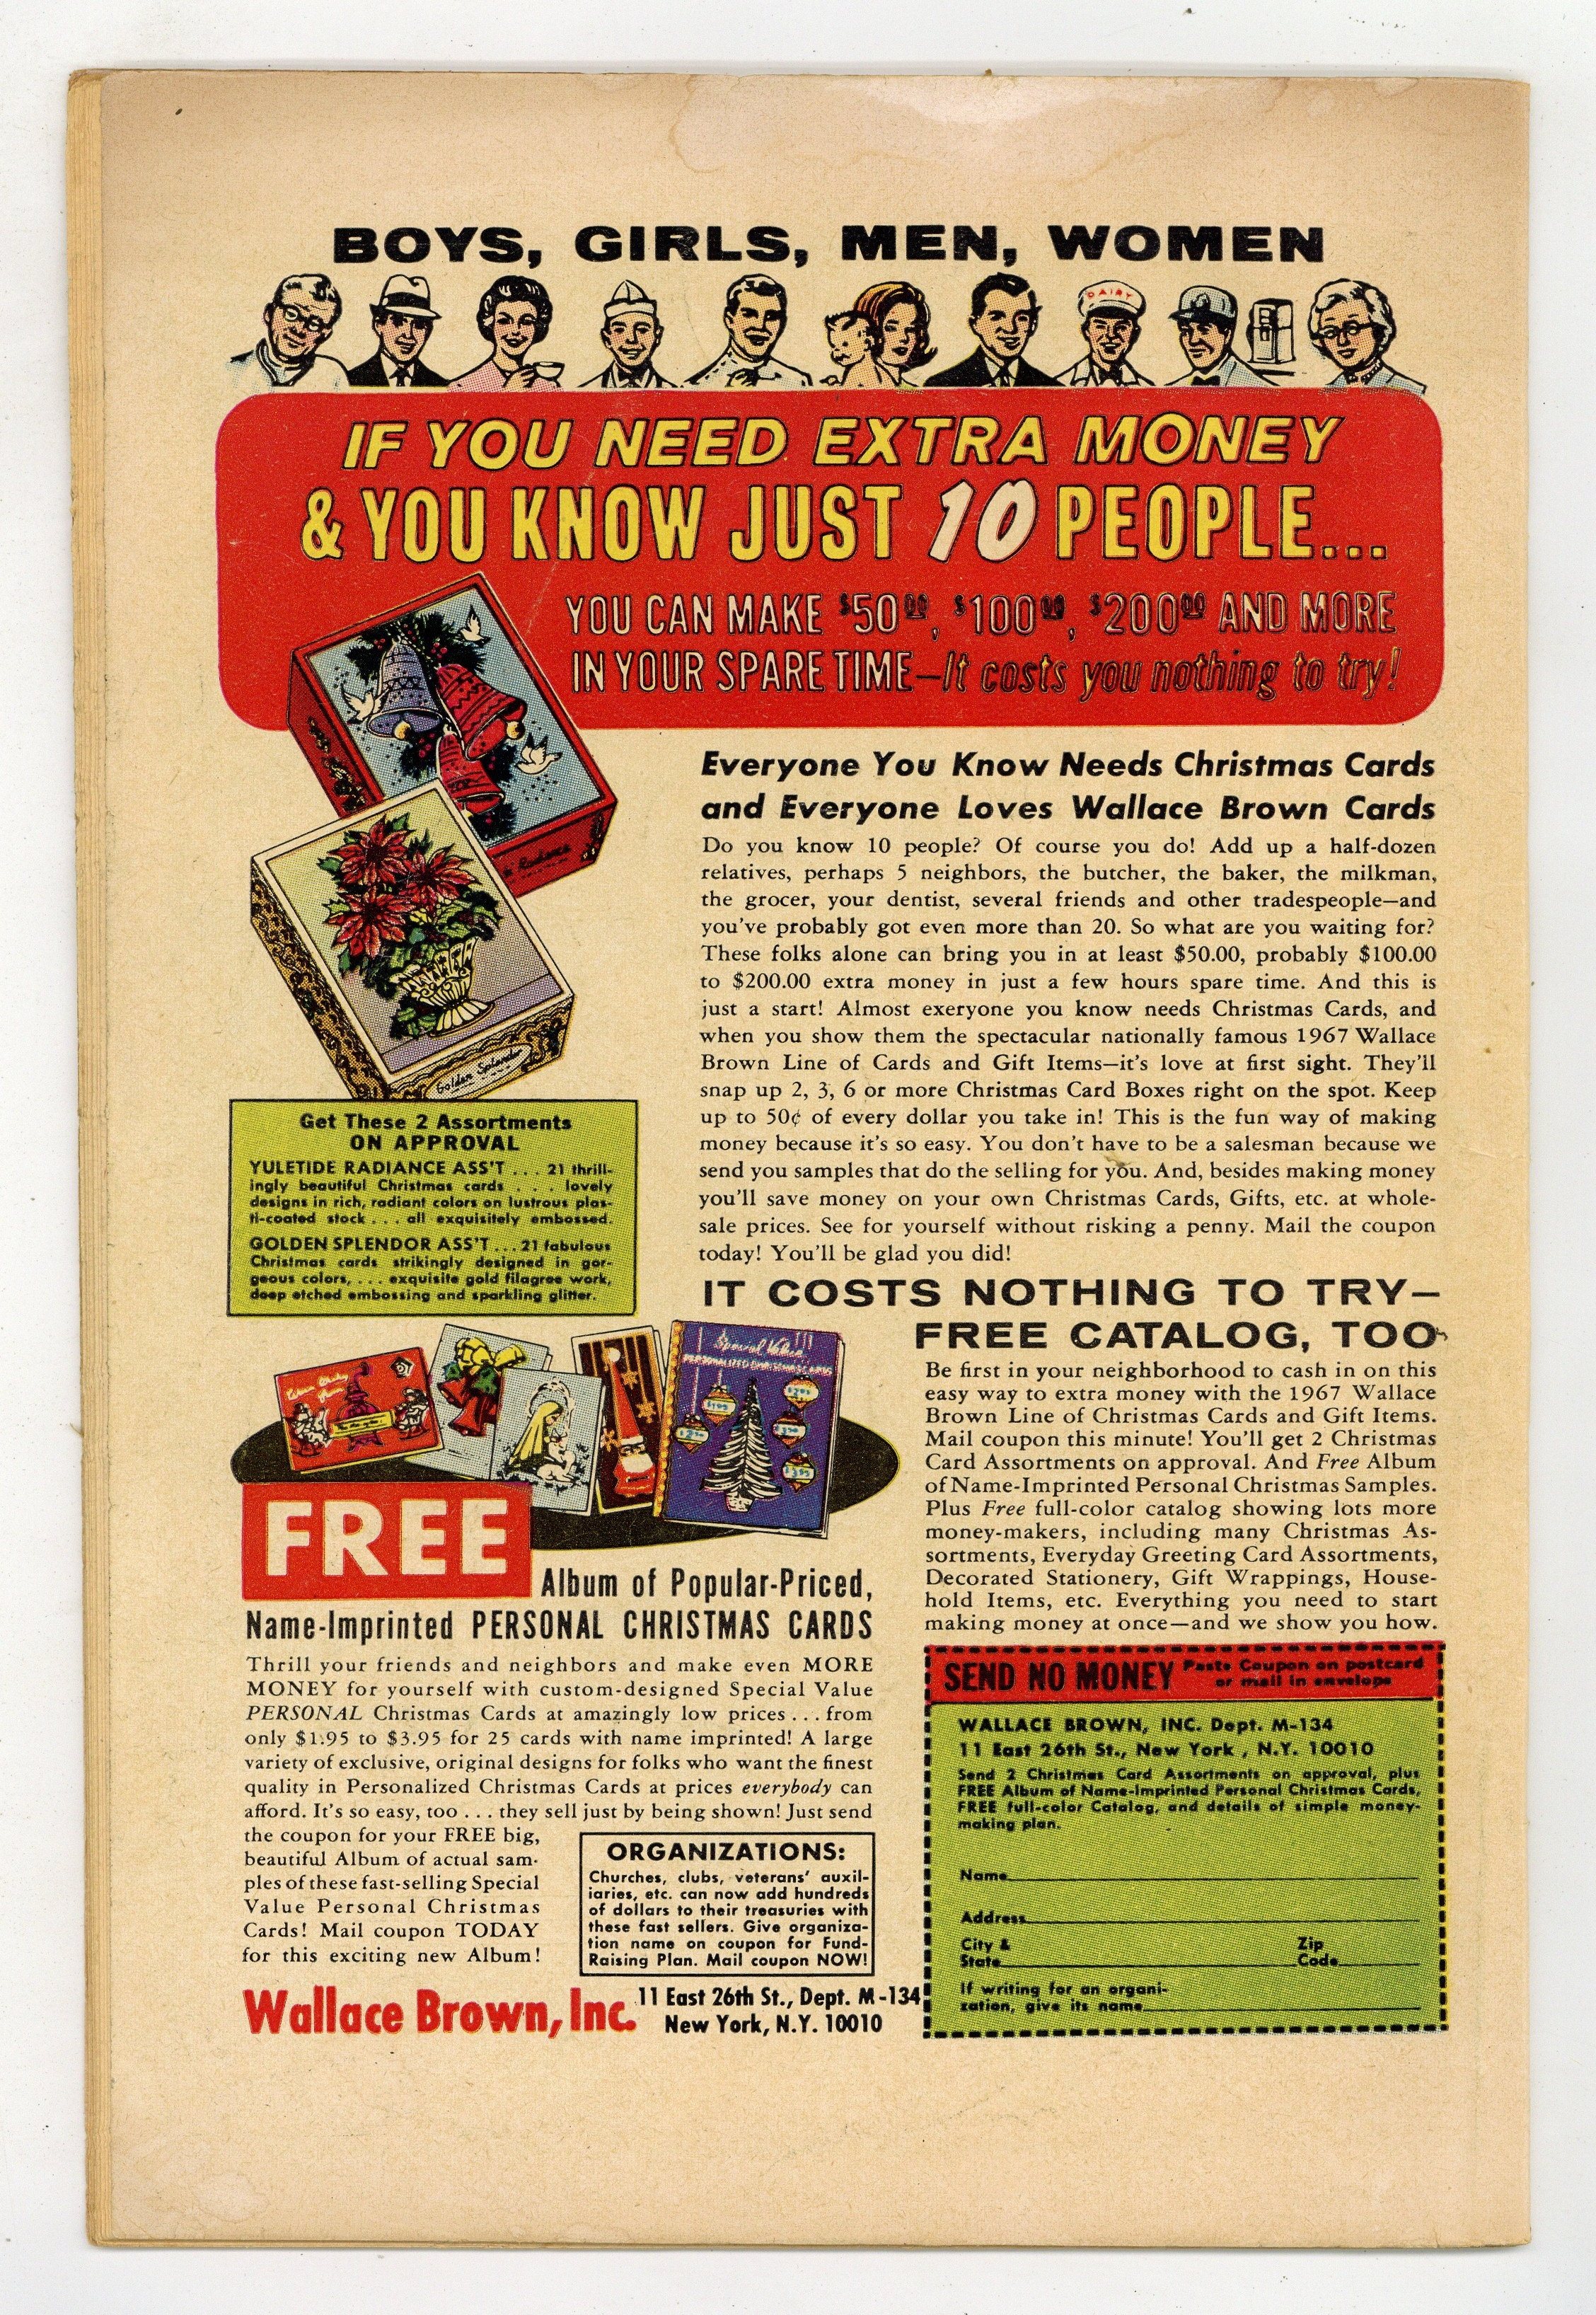 BOYS, GIRLS, MEN, WOMEN
DAIRY
IF YOU NEED EXTRA MONEY
& YOU KNOW JUST 10 PEOPLE...
YOU CAN MAKE $50.00, $100.00, $200.00 AND MORE
IN YOUR SPARE TIME—It costs you nothing to try!
Radiance
Golden Splendor
Get These 2 Assortments
ON APPROVAL
YULETIDE RADIANCE ASS'T . . . 21 thrill-
ingly beautiful Christmas cards . . . lovely
designs in rich, radiant colors on lustrous plas-
ti-coated stock . . . all exquisitely embossed.
GOLDEN SPLENDOR ASS'T . . . 21 fabulous
Christmas cards strikingly designed in gor-
geous colors, . . . exquisite gold filagree work,
deep etched embossing and sparkling glitter.
Everyone You Know Needs Christmas Cards
and Everyone Loves Wallace Brown Cards
Do you know 10 people? Of course you do! Add up a half-dozen
relatives, perhaps 5 neighbors, the butcher, the baker, the milkman,
the grocer, your dentist, several friends and other tradespeople—and
you've probably got even more than 20. So what are you waiting for?
These folks alone can bring you in at least $50.00, probably $100.00
to $200.00 extra money in just a few hours spare time. And this is
just a start! Almost exeryone you know needs Christmas Cards, and
when you show them the spectacular nationally famous 1967 Wallace
Brown Line of Cards and Gift Items—it's love at first sight. They'll
snap up 2, 3, 6 or more Christmas Card Boxes right on the spot. Keep
up to 50¢ of every dollar you take in! This is the fun way of making
money because it's so easy. You don't have to be a salesman because we
send you samples that do the selling for you. And, besides making money
you'll save money on your own Christmas Cards, Gifts, etc. at whole-
sale prices. See for yourself without risking a penny. Mail the coupon
today! You'll be glad you did!
IT COSTS NOTHING TO TRY—
FREE CATALOG, TOO
Be first in your neighborhood to cash in on this
easy way to extra money with the 1967 Wallace
Brown Line of Christmas Cards and Gift Items.
Mail coupon this minute! You'll get 2 Christmas
Card Assortments on approval. And Free Album
of Name-Imprinted Personal Christmas Samples.
Plus Free full-color catalog showing lots more
money-makers, including many Christmas As-
sortments, Everyday Greeting Card Assortments,
Decorated Stationery, Gift Wrappings, House-
hold Items, etc. Everything you need to start
making money at once—and we show you how.
Special Value!!!
PERSONALIZED CHRISTMAS CARDS
FREE
Album of Popular-Priced,
Name-Imprinted PERSONAL CHRISTMAS CARDS
Thrill your friends and neighbors and make even MORE
MONEY for yourself with custom-designed Special Value
PERSONAL Christmas Cards at amazingly low prices . . . from
only $1.95 to $3.95 for 25 cards with name imprinted! A large
variety of exclusive, original designs for folks who want the finest
quality in Personalized Christmas Cards at prices everybody can
afford. It's so easy, too . . . they sell just by being shown! Just send
the coupon for your FREE big,
beautiful Album of actual sam-
ples of these fast-selling Special
Value Personal Christmas
Cards! Mail coupon TODAY
for this exciting new Album!
ORGANIZATIONS:
Churches, clubs, veterans' auxil-
iaries, etc. can now add hundreds
of dollars to their treasuries with
these fast sellers. Give organiza-
tion name on coupon for Fund-
Raising Plan. Mail coupon NOW!
Wallace Brown, Inc. 11 East 26th St., Dept. M-134
New York, N.Y. 10010
SEND NO MONEY Paste Coupon on postcard
or mail in envelope
WALLACE BROWN, INC. Dept. M-134
11 East 26th St., New York, N.Y. 10010
Send 2 Christmas Card Assortments on approval, plus
FREE Album of Name-Imprinted Personal Christmas Cards,
FREE full-color Catalog, and details of simple money-
making plan.
Name
Address
City &
State
Zip
Code
If writing for an organi-
zation, give its name